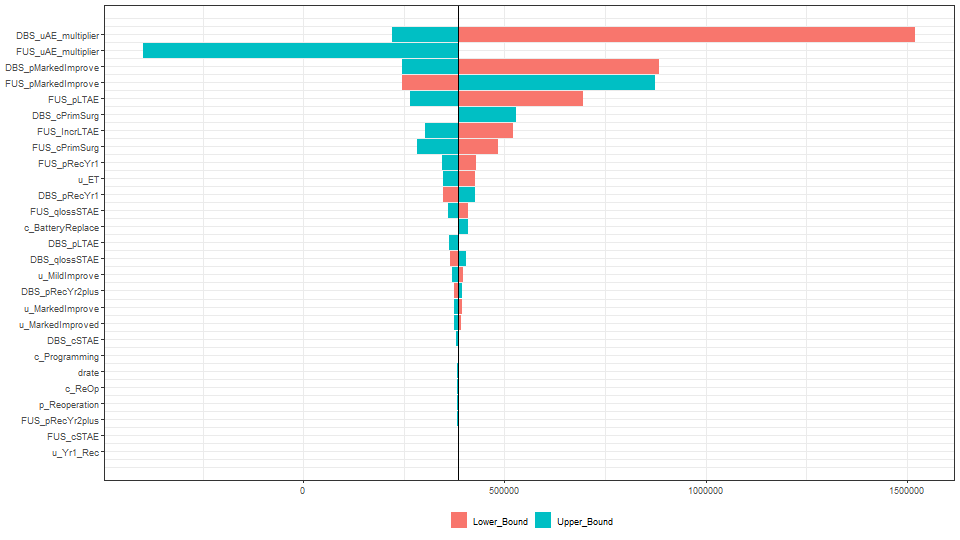 DBS_uAE_multiplier
FUS_uAE_multiplier
DBS_pMarkedImprove
FUS_pMarkedImprove
FUS_pLTAE
DBS_cPrimSurg
FUS_IncrLTAE
FUS_cPrimSurg
FUS_pRecYr1
u_ET
DBS_pRecYr1
FUS_qlossSTAE
c_BatteryReplace
DBS_pLTAE
DBS_qlossSTAE
u_MildImprove
DBS_pRecYr2plus
u_MarkedImprove
u_MarkedImproved
DBS_cSTAE
c_Programming
drate
c_ReOp
p_Reoperation
FUS_pRecYr2plus
FUS_cSTAE
u_Yr1_Rec
0 500000 1000000 1500000
Lower_Bound Upper_Bound